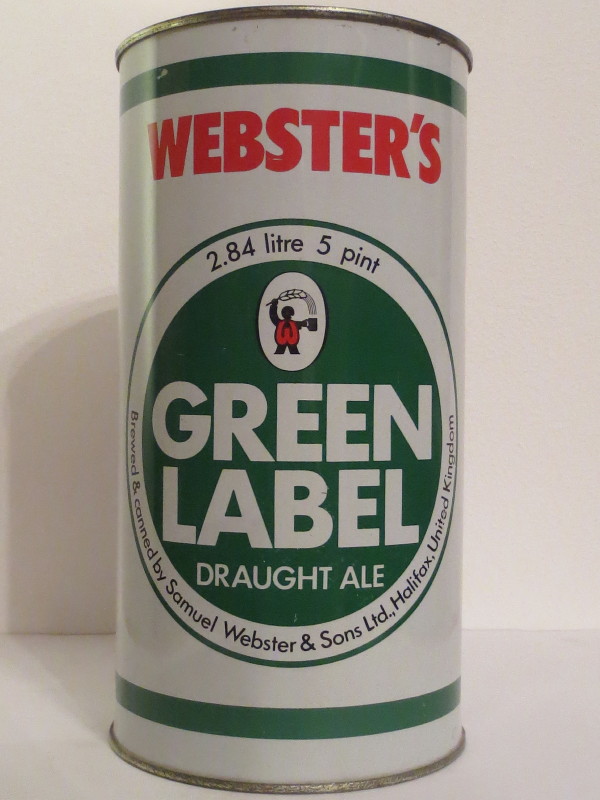 WEBSTER'S
2.84 litre 5 pint
W
GREEN
LABEL
DRAUGHT ALE
Brewed & canned by Samuel Webster & Sons Ltd., Halifax, United Kingdom